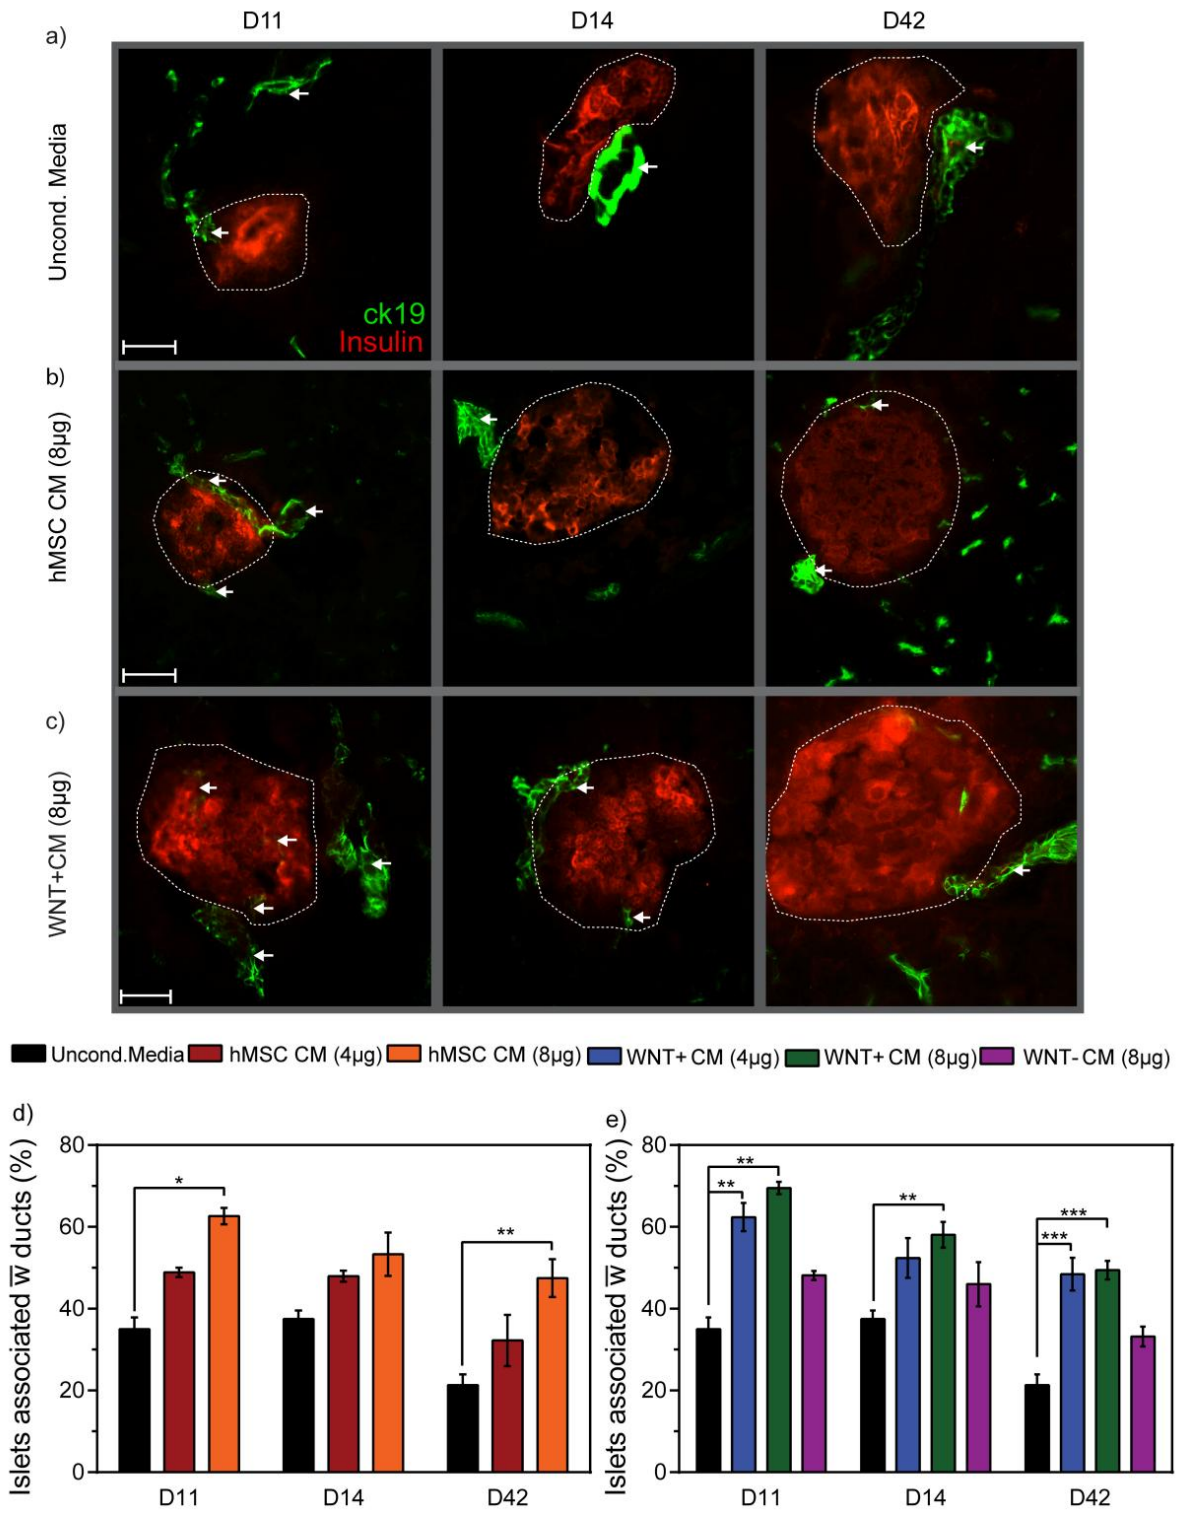 D11 D14 D42
a)
Uncond. Media
ck19
Insulin
b)
hMSC CM (8µg)
c)
WNT+CM (8µg)
Uncond.Media hMSC CM (4µg) hMSC CM (8µg) WNT+ CM (4µg) WNT+ CM (8µg) WNT- CM (8µg)
d)
Islets associated w̅ ducts (%)
80
60
40
20
0
*
**
D11 D14 D42
e)
Islets associated w̅ ducts (%)
80
60
40
20
0
**
**
**
***
***
D11 D14 D42